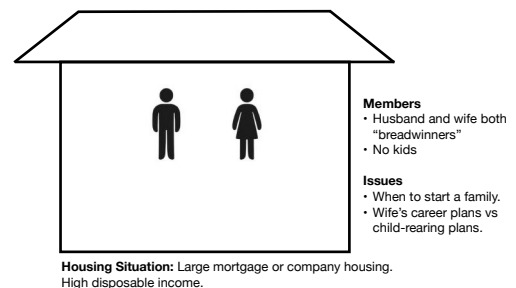 Members
• Husband and wife both
"breadwinners"
• No kids
Issues
• When to start a family.
• Wife's career plans vs
child-rearing plans.
Housing Situation: Large mortgage or company housing.
High disposable income.